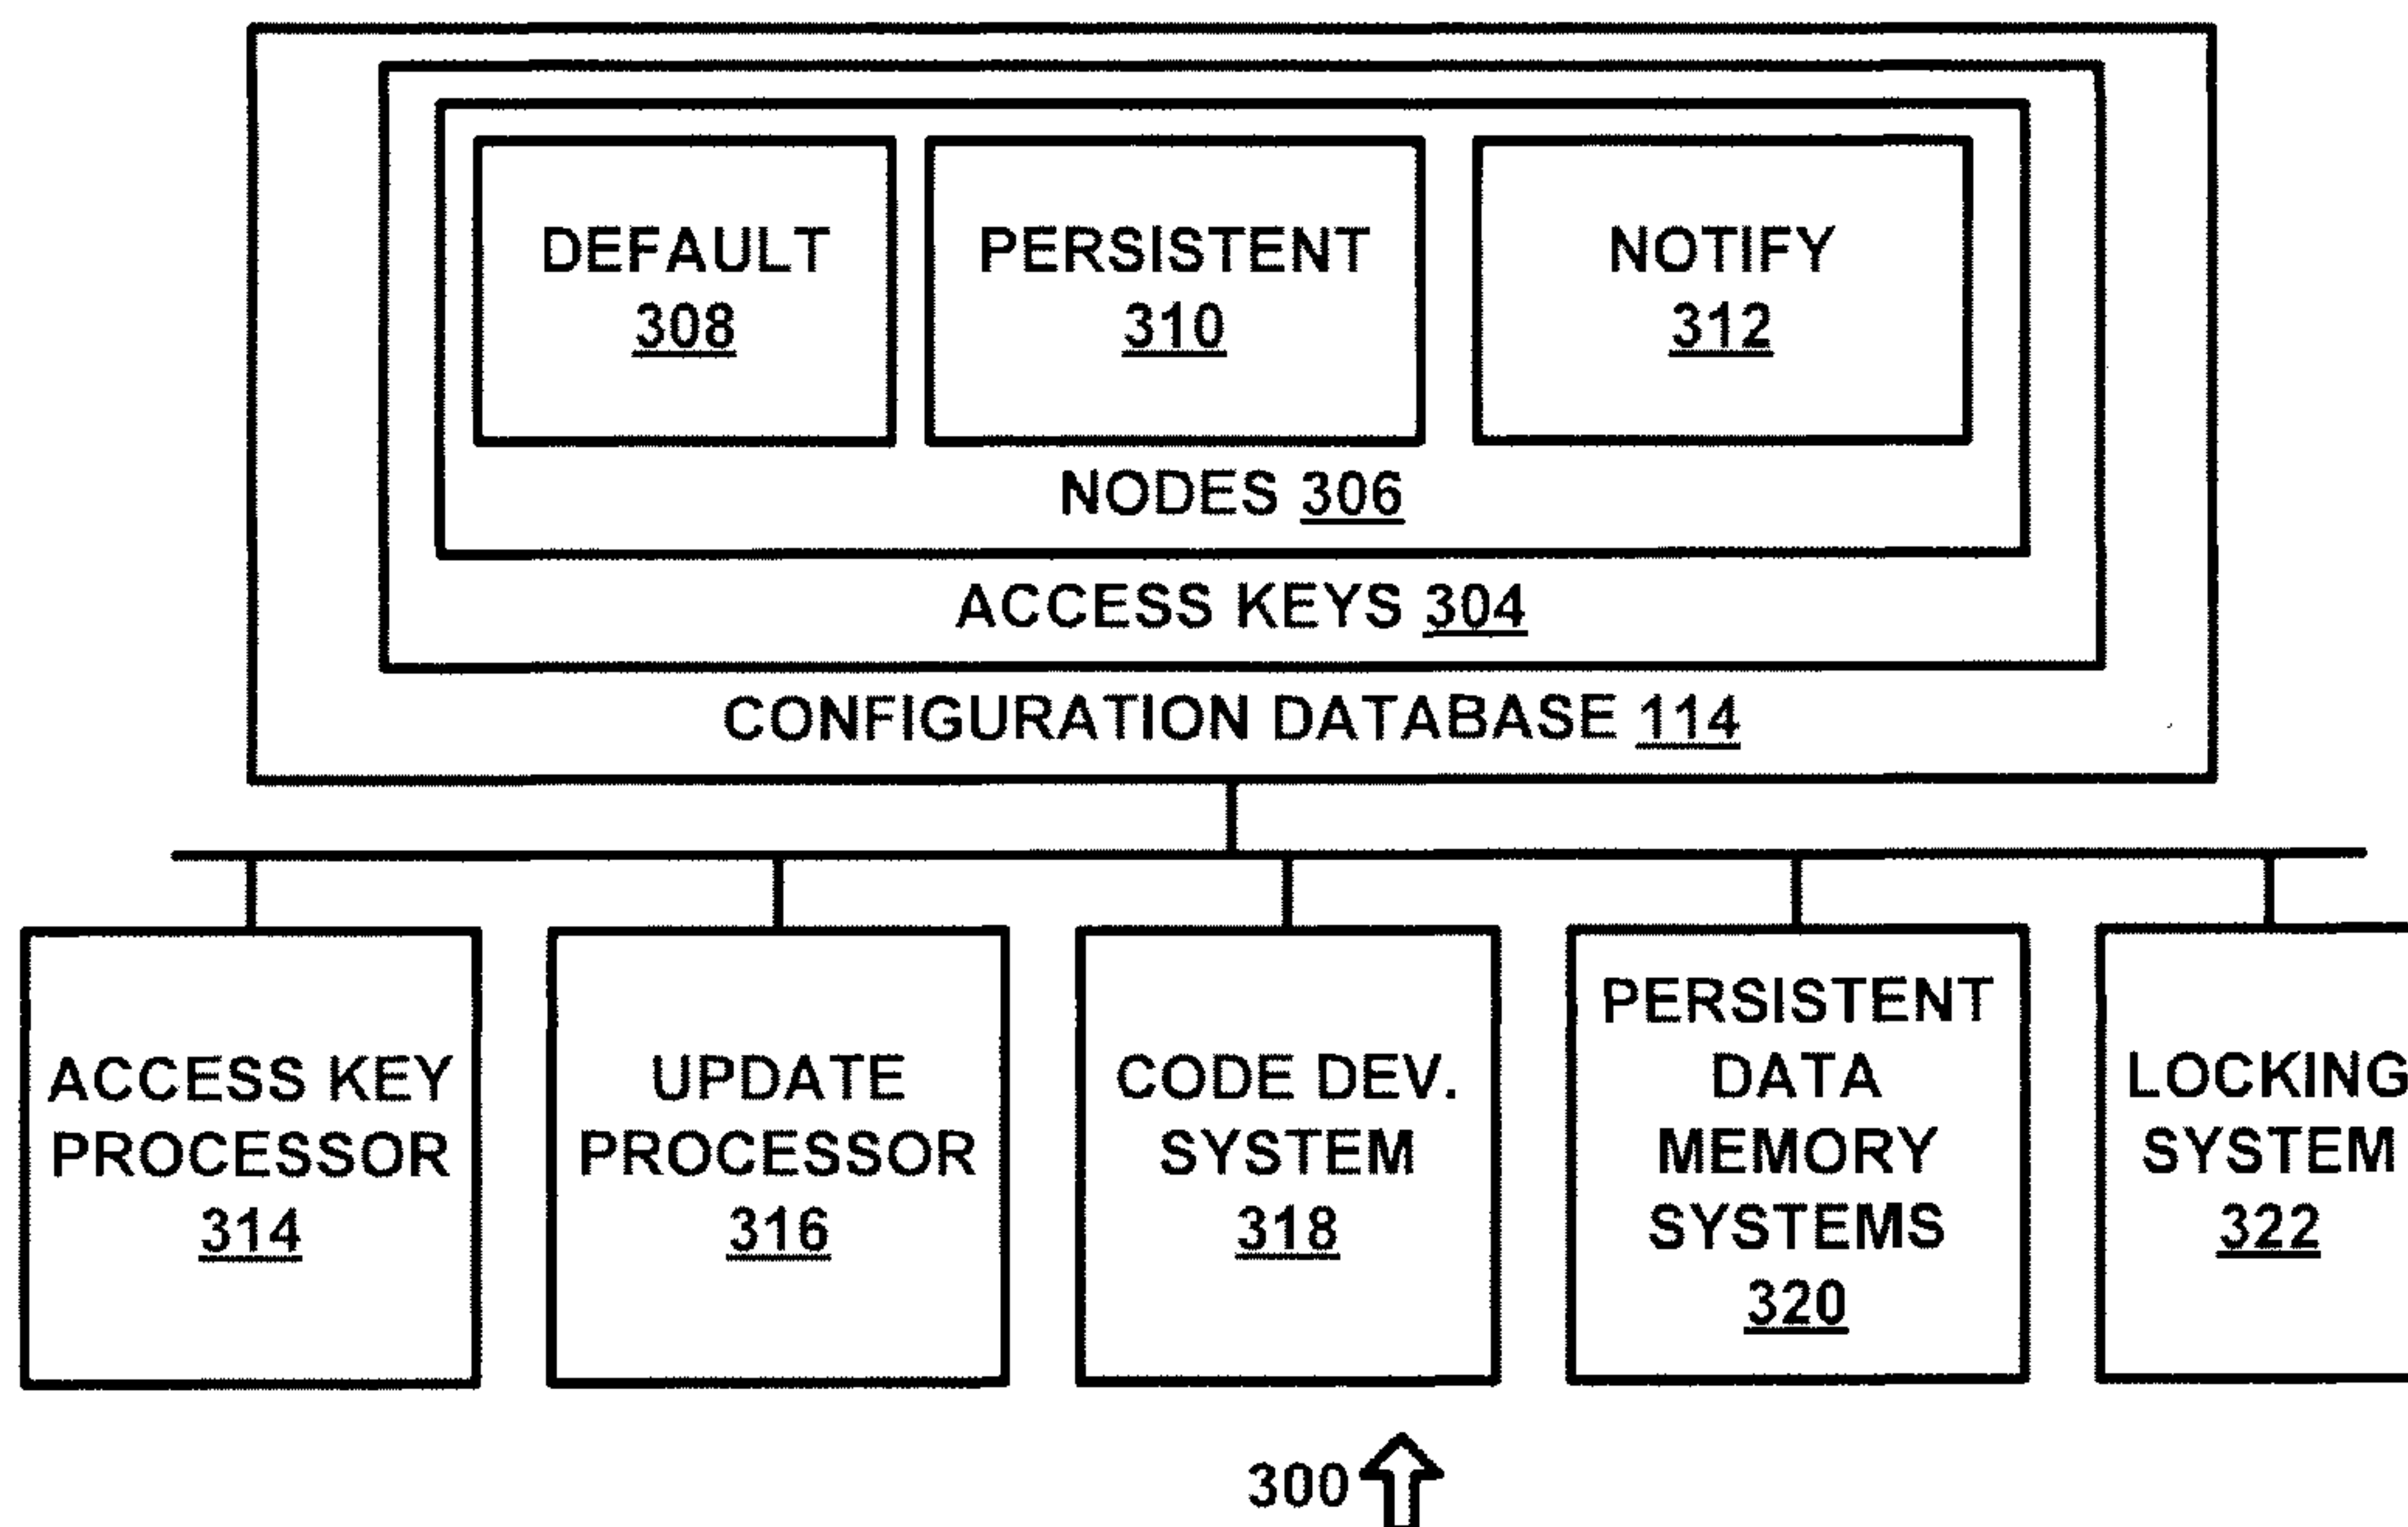 DEFAULT
308
PERSISTENT
310
NOTIFY
312
NODES 306
ACCESS KEYS 304
CONFIGURATION DATABASE 114
ACCESS KEY
PROCESSOR
314
UPDATE
PROCESSOR
316
CODE DEV.
SYSTEM
318
PERSISTENT
DATA
MEMORY
SYSTEMS
320
LOCKING
SYSTEM
322
300